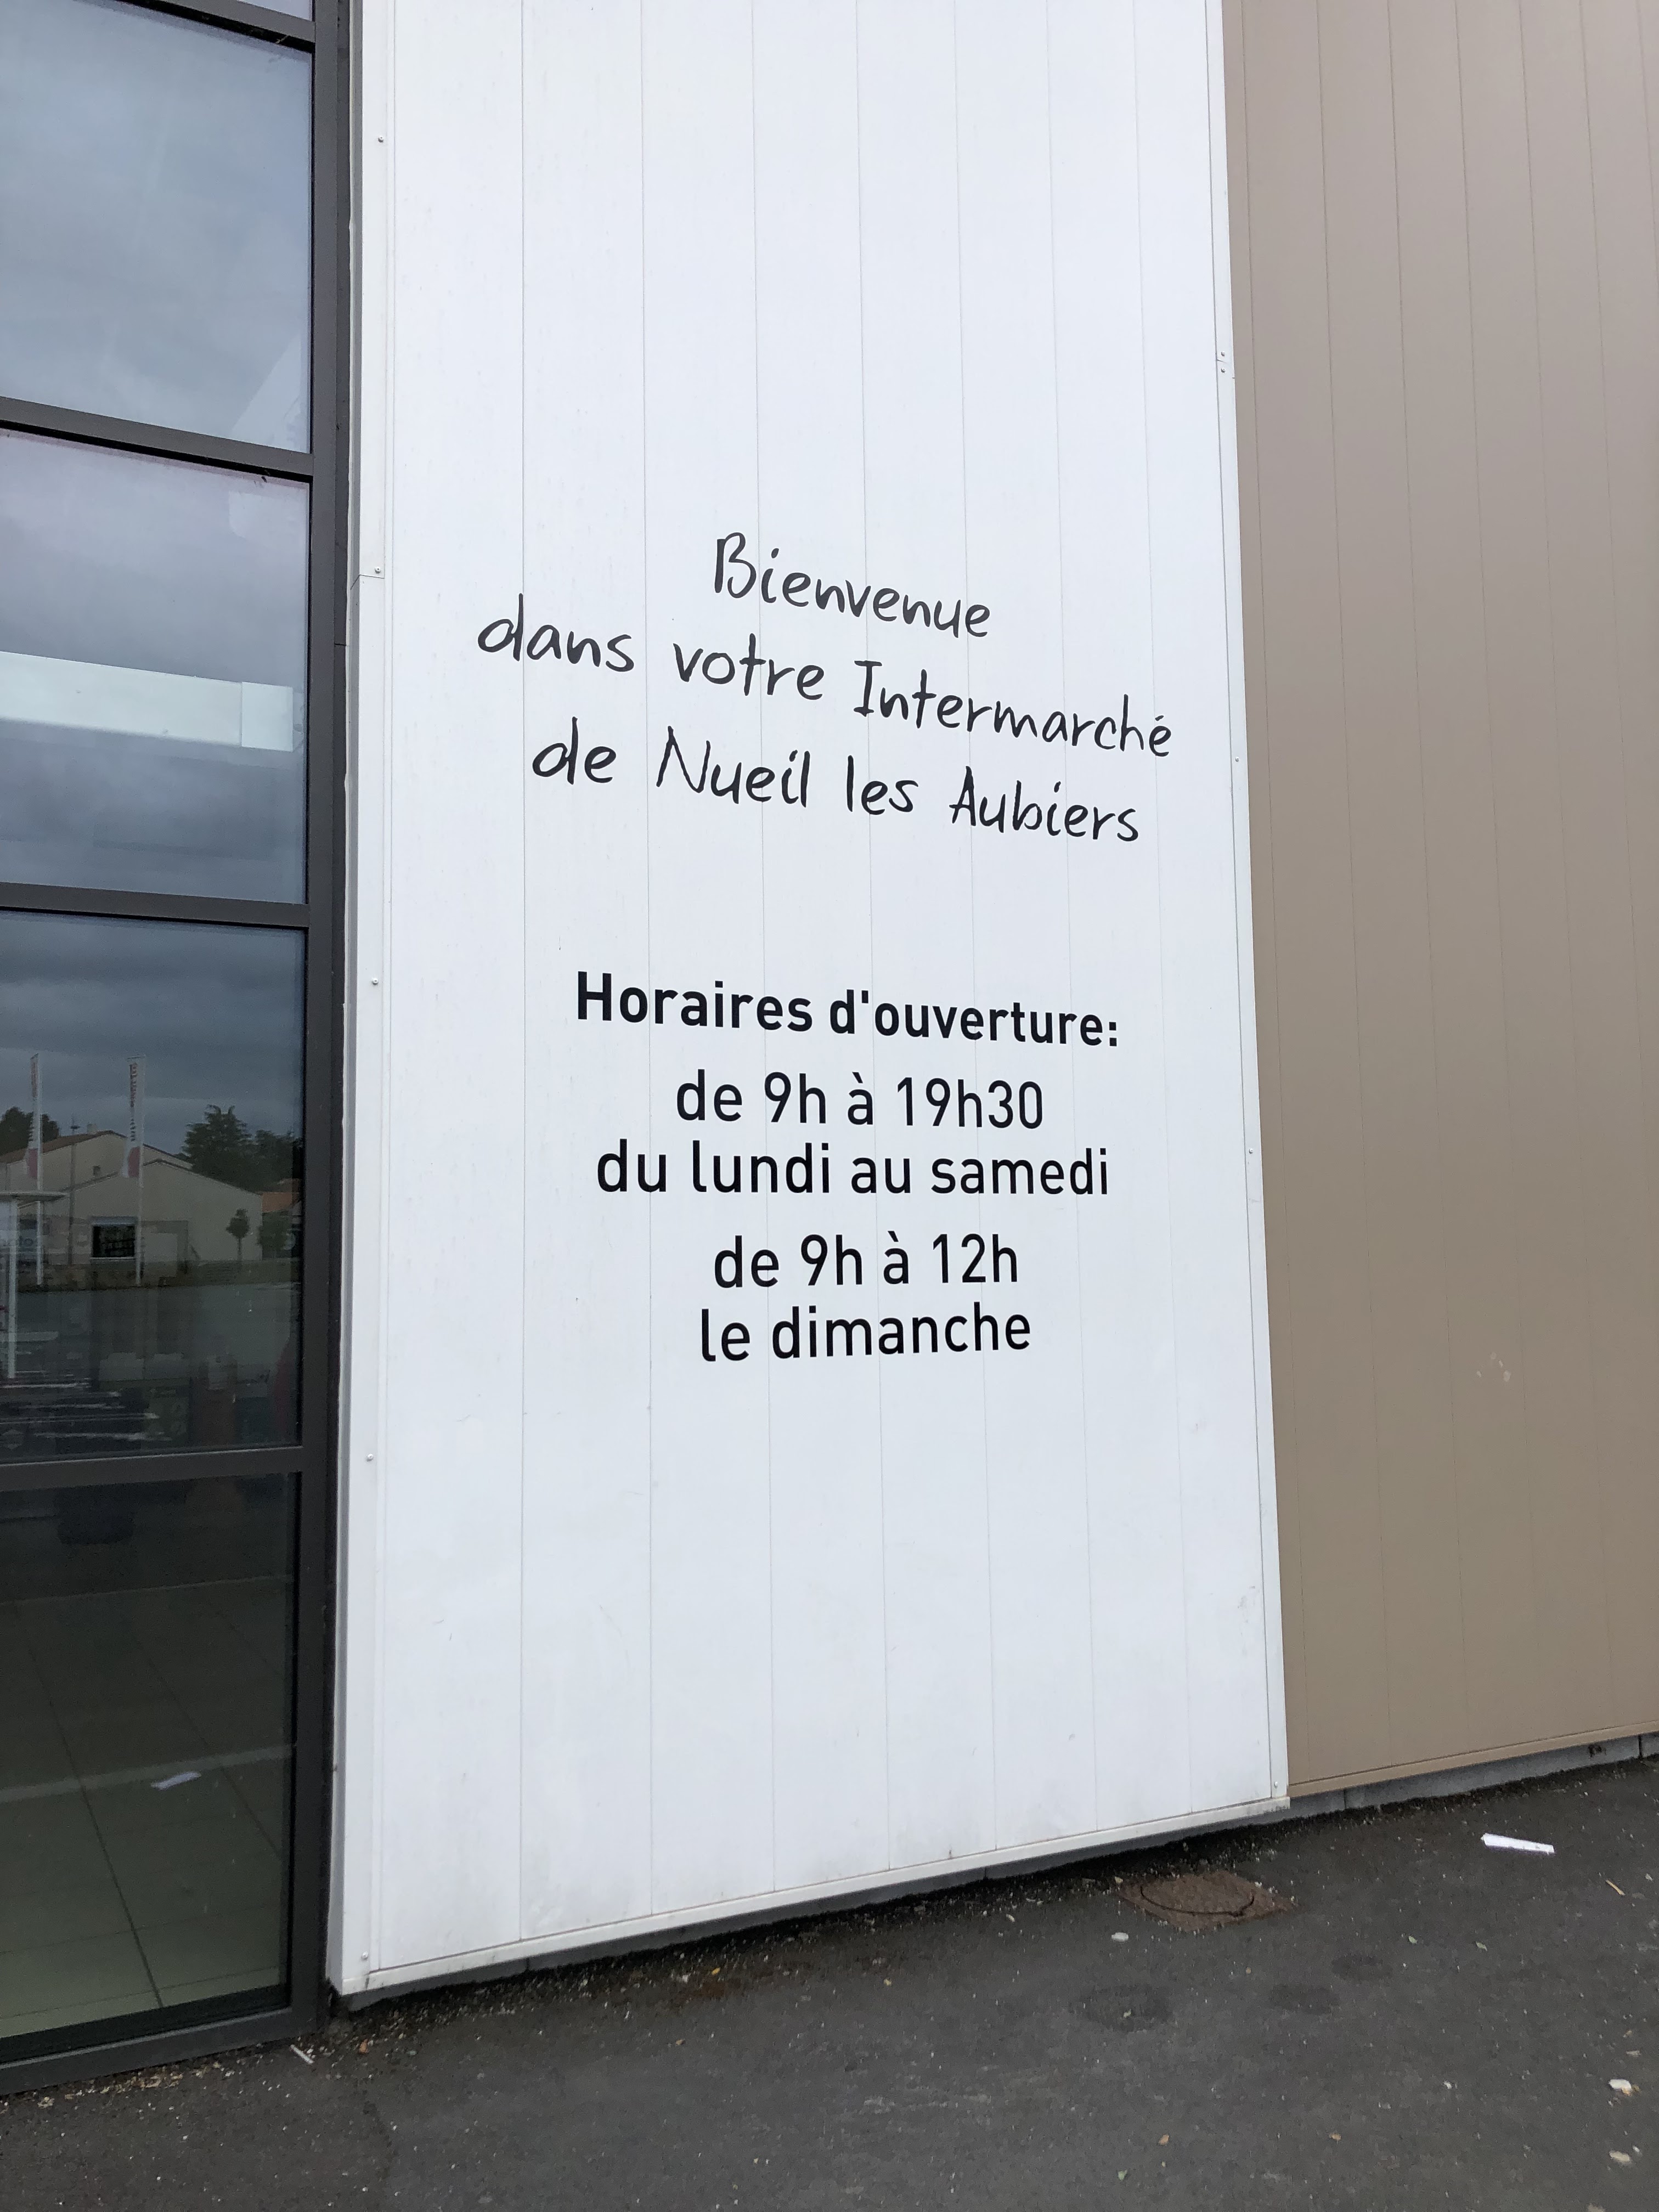 Bienvenue
dans votre Intermarché
de Nueil les Aubiers
Horaires d'ouverture:
de 9h à 19h30
du lundi au samedi
de 9h à 12h
le dimanche